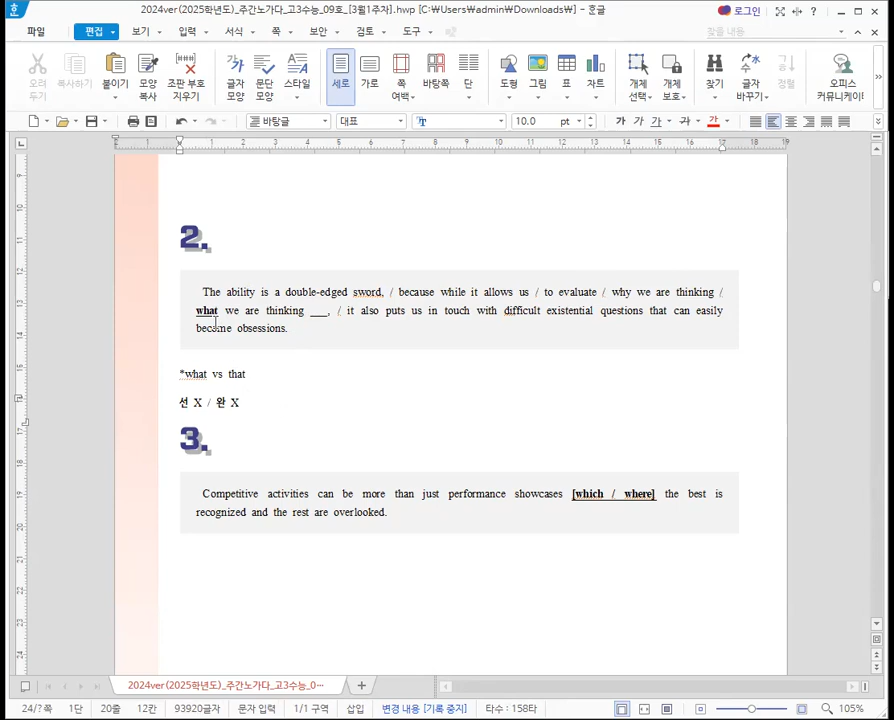 2024ver(2025학년도)_주간노가다_고3수능_09호_[3월1주차].hwp [C:₩Users₩admin₩Downloads₩] - 흔글
로그인
?
파일 편집 보기 입력 서식 쪽 보안 검토 도구
찾을 내용
오려 두기
복사하기
붙이기
모양 복사
조판 부호 지우기
글자 모양
문단 모양
스타일
세로
가로
쪽 여백
바탕쪽
단
도형
그림
표
차트
개체 선택
개체 보호
찾기
글자 바꾸기
정렬
오피스 커뮤니케이
바탕글 대표 10.0 pt 가 가 가 가 가
2.
The ability is a double-edged sword, / because while it allows us / to evaluate / why we are thinking /
what we are thinking ___, / it also puts us in touch with difficult existential questions that can easily
became obsessions.
*what vs that
선 X / 완 X
3.
Competitive activities can be more than just performance showcases [which / where] the best is
recognized and the rest are overlooked.
2024ver(2025학년도)_주간노가다_고3수능_0…
24/?쪽 1단 20줄 12칸 93920글자 문자 입력 1/1 구역 삽입 변경 내용 [기록 중지] 타수 : 158타 105%